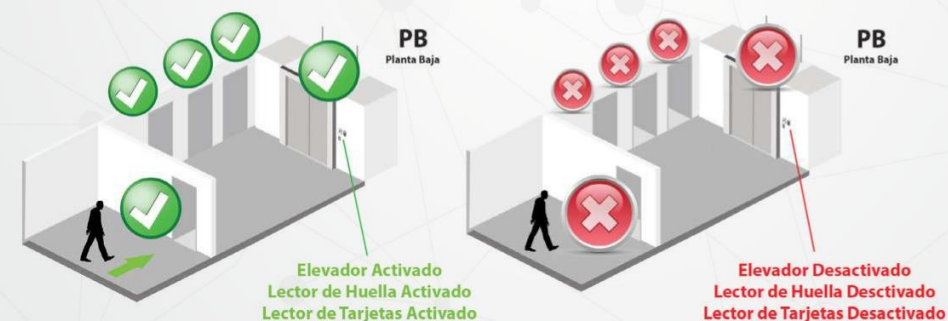 PB
Planta Baja
Elevador Activado
Lector de Huella Activado
Lector de Tarjetas Activado
PB
Planta Baja
Elevador Desactivado
Lector de Huella Desctivado
Lector de Tarjetas Desactivado